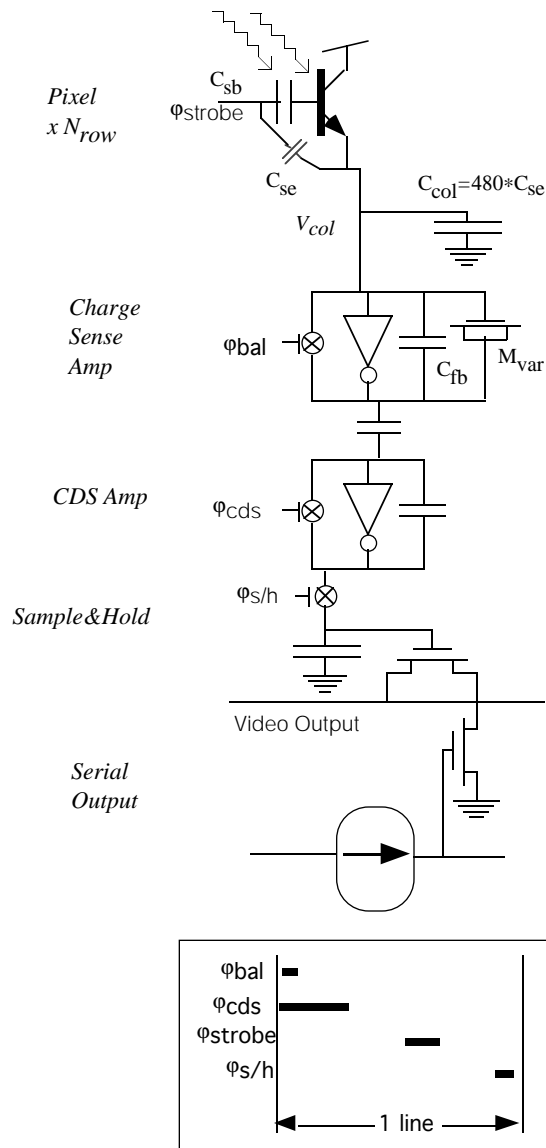 C_sb
Pixel
x N_row
φstrobe
C_se
C_col=480*C_se
V_col
Charge
Sense
Amp
φbal
C_fb
M_var
CDS Amp
φcds
φs/h
Sample&Hold
Video Output
Serial
Output
φbal
φcds
φstrobe
φs/h
1 line